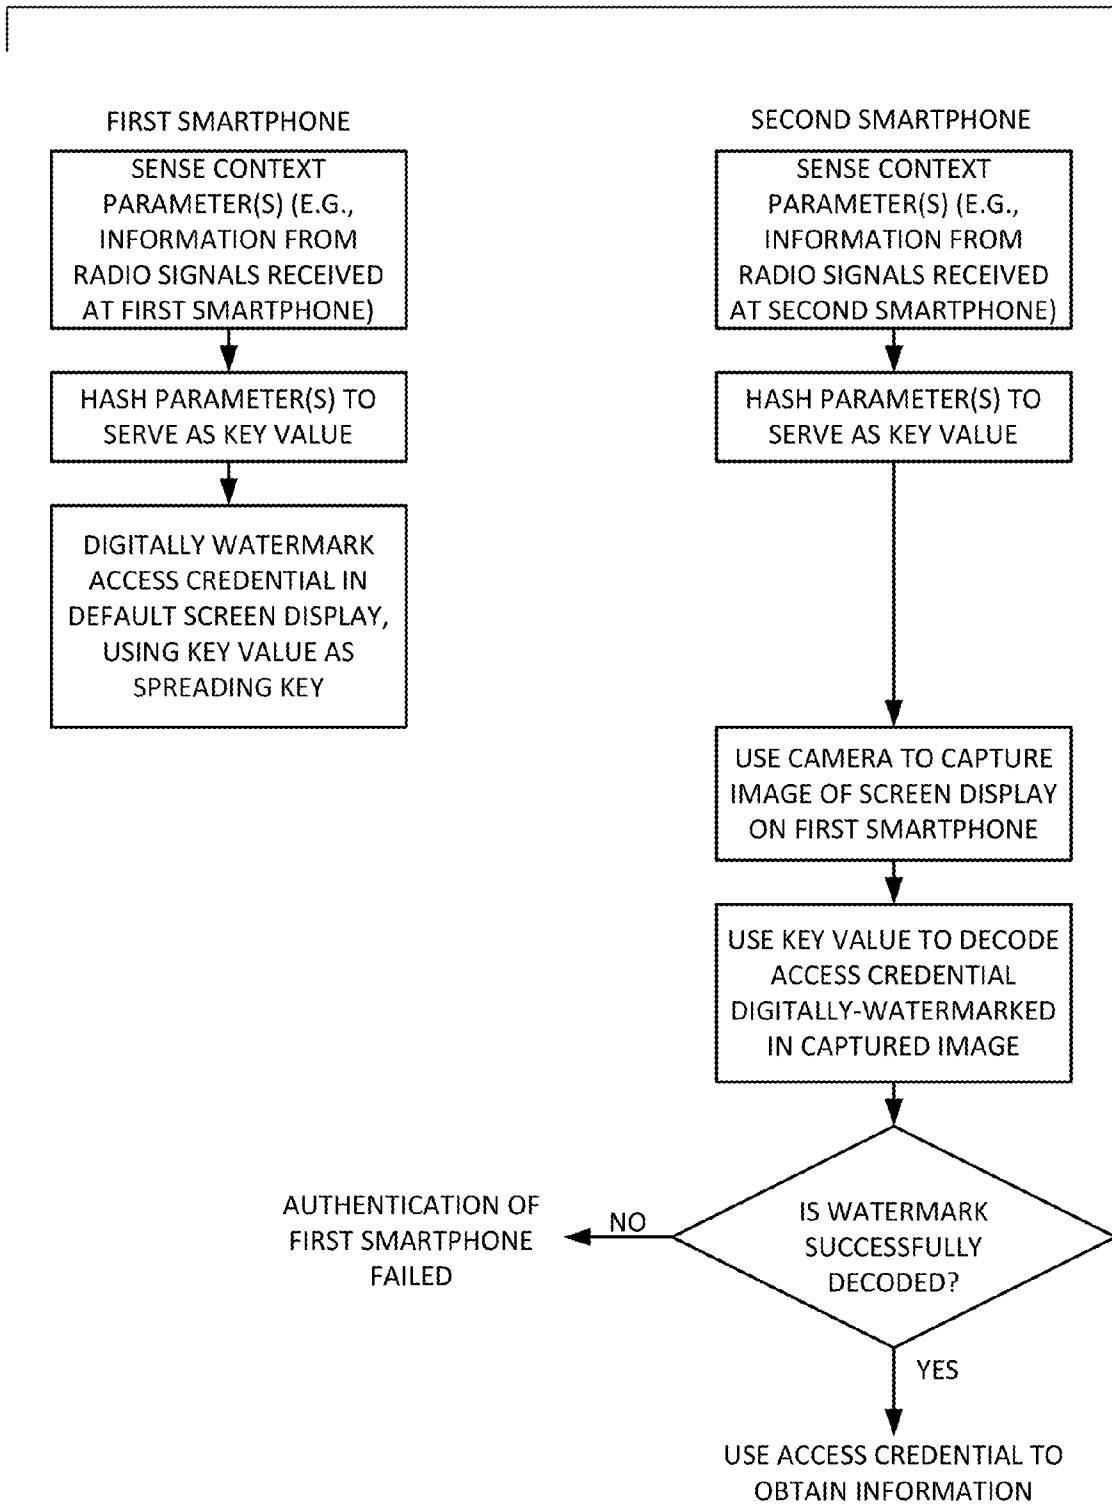 FIRST SMARTPHONE
SENSE CONTEXT
PARAMETER(S) (E.G.,
INFORMATION FROM
RADIO SIGNALS RECEIVED
AT FIRST SMARTPHONE)
HASH PARAMETER(S) TO
SERVE AS KEY VALUE
DIGITALLY WATERMARK
ACCESS CREDENTIAL IN
DEFAULT SCREEN DISPLAY,
USING KEY VALUE AS
SPREADING KEY
SECOND SMARTPHONE
SENSE CONTEXT
PARAMETER(S) (E.G.,
INFORMATION FROM
RADIO SIGNALS RECEIVED
AT SECOND SMARTPHONE)
HASH PARAMETER(S) TO
SERVE AS KEY VALUE
USE CAMERA TO CAPTURE
IMAGE OF SCREEN DISPLAY
ON FIRST SMARTPHONE
USE KEY VALUE TO DECODE
ACCESS CREDENTIAL
DIGITALLY-WATERMARKED
IN CAPTURED IMAGE
IS WATERMARK
SUCCESSFULLY
DECODED?
NO
AUTHENTICATION OF
FIRST SMARTPHONE
FAILED
YES
USE ACCESS CREDENTIAL TO
OBTAIN INFORMATION